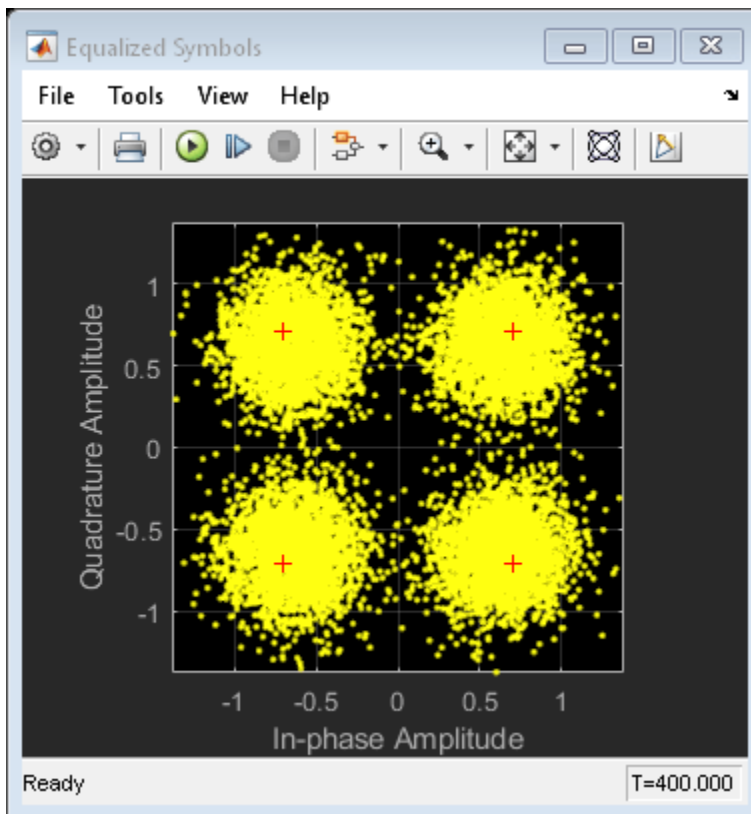 Equalized Symbols
File Tools View Help
Quadrature Amplitude
1
0.5
0
-0.5
-1
-1 -0.5 0 0.5 1
In-phase Amplitude
Ready T=400.000